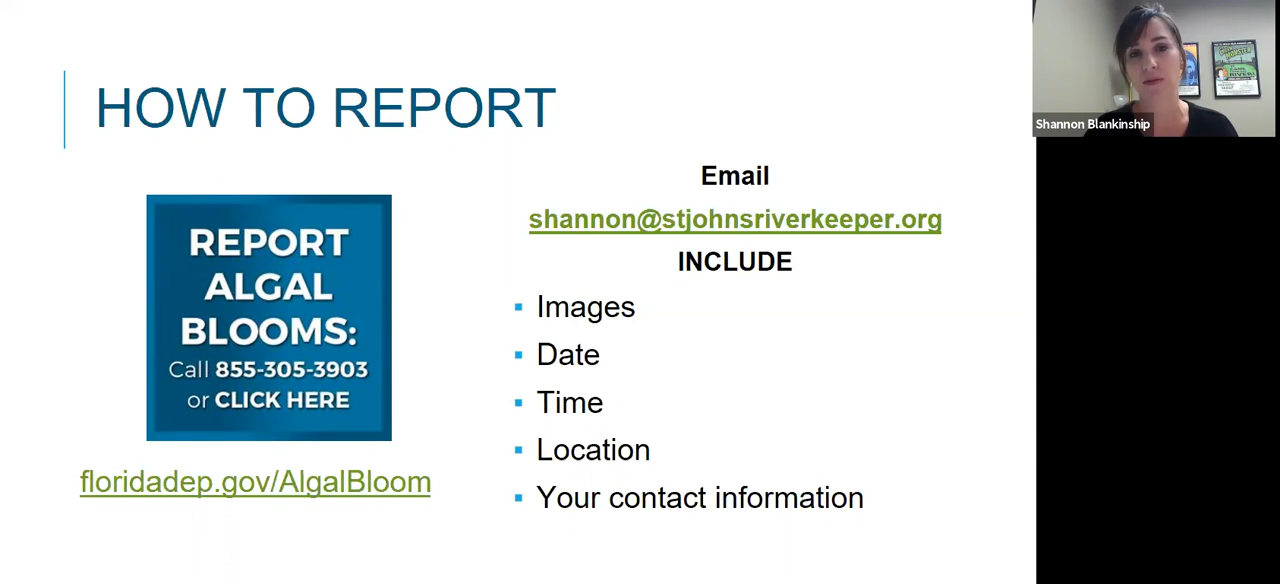 HOW TO REPORT
REPORT
ALGAL
BLOOMS:
Call 855-305-3903
or CLICK HERE
floridadep.gov/AlgalBloom
Email
shannon@stjohnsriverkeeper.org
INCLUDE
▪ Images
▪ Date
▪ Time
▪ Location
▪ Your contact information
Shannon Blankinship